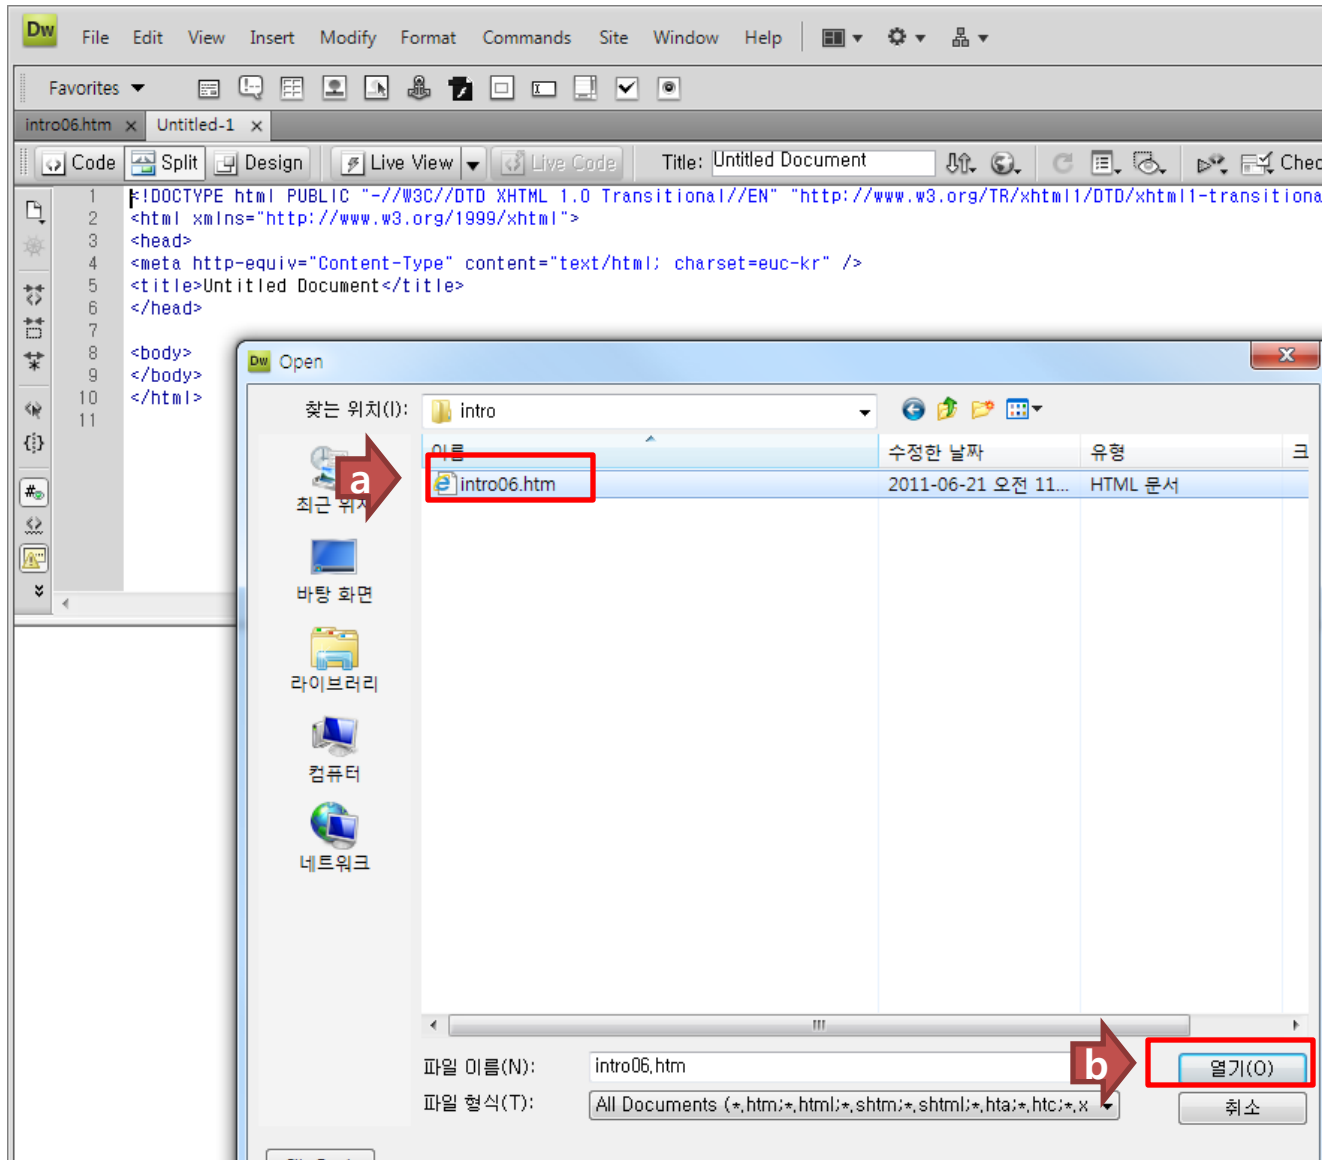 Dw File Edit View Insert Modify Format Commands Site Window Help
Favorites
intro06.htm x Untitled-1 x
Code Split Design Live View Live Code Title: Untitled Document Chec
1 <!DOCTYPE html PUBLIC "-//W3C//DTD XHTML 1.0 Transitional//EN" "http://www.w3.org/TR/xhtml1/DTD/xhtml1-transitiona
2 <html xmlns="http://www.w3.org/1999/xhtml">
3 <head>
4 <meta http-equiv="Content-Type" content="text/html; charset=euc-kr" />
5 <title>Untitled Document</title>
6 </head>
7
8 <body>
9 </body>
10 </html>
11
Dw Open
찾는 위치(I): intro
이름 수정한 날짜 유형 크
a
intro06.htm 2011-06-21 오전 11... HTML 문서
최근 위치
바탕 화면
라이브러리
컴퓨터
네트워크
파일 이름(N): intro06.htm
b
열기(O)
파일 형식(T): All Documents (*.htm;*.html;*.shtm;*.shtml;*.hta;*.htc;*.x
취소